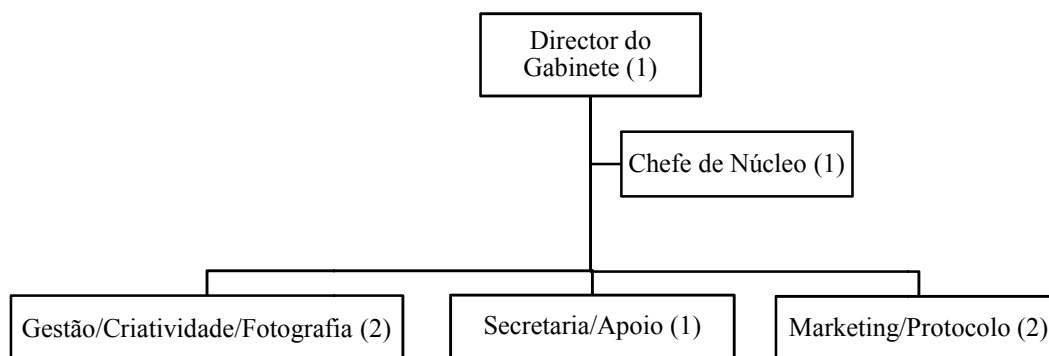 Director do
Gabinete (1)
Chefe de Núcleo (1)
Gestão/Criatividade/Fotografia (2)
Secretaria/Apoio (1)
Marketing/Protocolo (2)